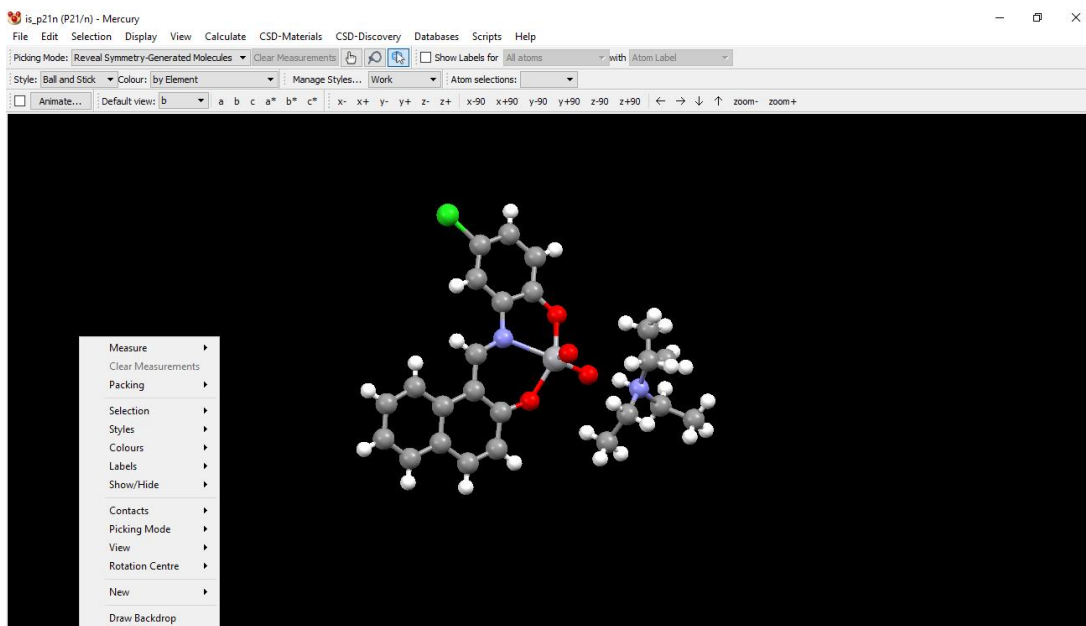 is_p21n (P21/n) - Mercury
File Edit Selection Display View Calculate CSD-Materials CSD-Discovery Databases Scripts Help
Picking Mode: Reveal Symmetry-Generated Molecules Clear Measurements Show Labels for All atoms with Atom Label
Style: Ball and Stick Colour: by Element Manage Styles... Work Atom selections:
Animate... Default view: b a b c a* b* c* x- x+ y- y+ z- z+ x-90 x+90 y-90 y+90 z-90 z+90 ← → ↓ ↑ zoom- zoom+
Measure
Clear Measurements
Packing
Selection
Styles
Colours
Labels
Show/Hide
Contacts
Picking Mode
View
Rotation Centre
New
Draw Backdrop